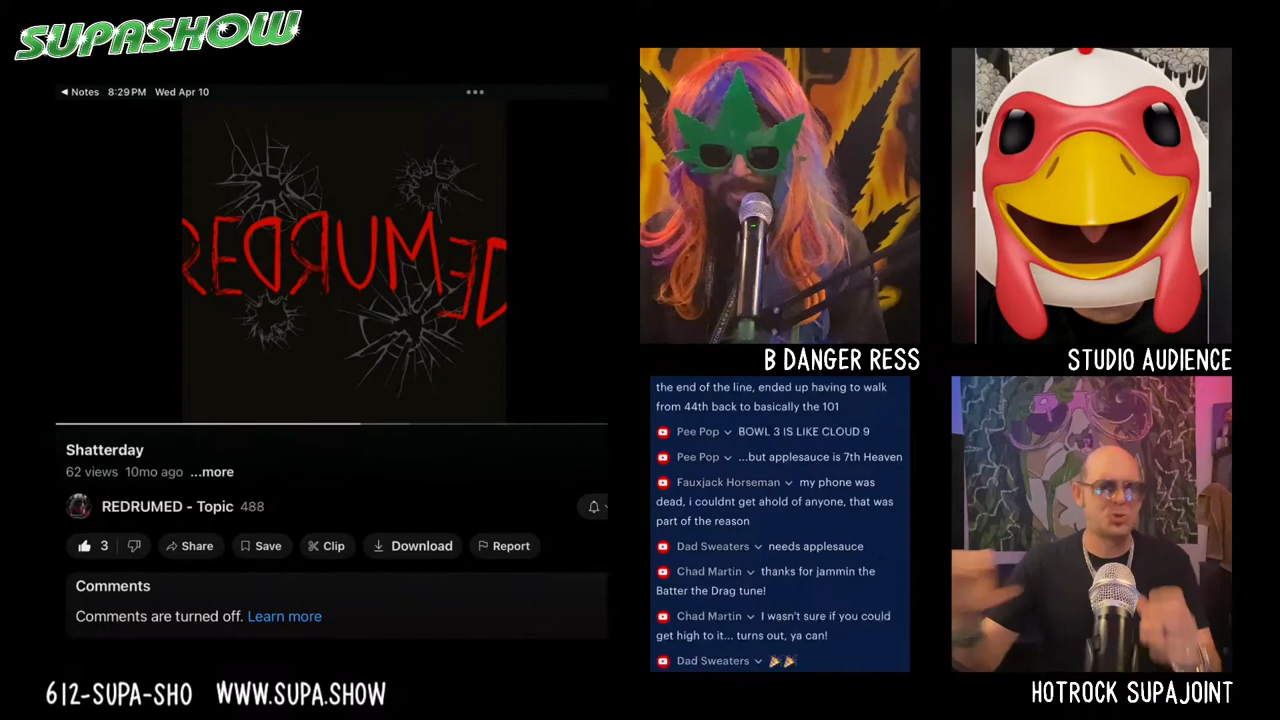 SUPASHOW
Notes 8:29 PM Wed Apr 10
REDRUMED
Shatterday
62 views 10mo ago ...more
REDRUMED - Topic 488
3 Share Save Clip Download Report
Comments
Comments are turned off. Learn more
612-SUPA-SHO WWW.SUPA.SHOW
B DANGER RESS
STUDIO AUDIENCE
the end of the line, ended up having to walk
from 44th back to basically the 101
Pee Pop BOWL 3 IS LIKE CLOUD 9
Pee Pop ...but applesauce is 7th Heaven
Fauxjack Horseman my phone was
dead, i couldnt get ahold of anyone, that was
part of the reason
Dad Sweaters needs applesauce
Chad Martin thanks for jammin the
Batter the Drag tune!
Chad Martin I wasn't sure if you could
get high to it... turns out, ya can!
Dad Sweaters
HOTROCK SUPAJOINT